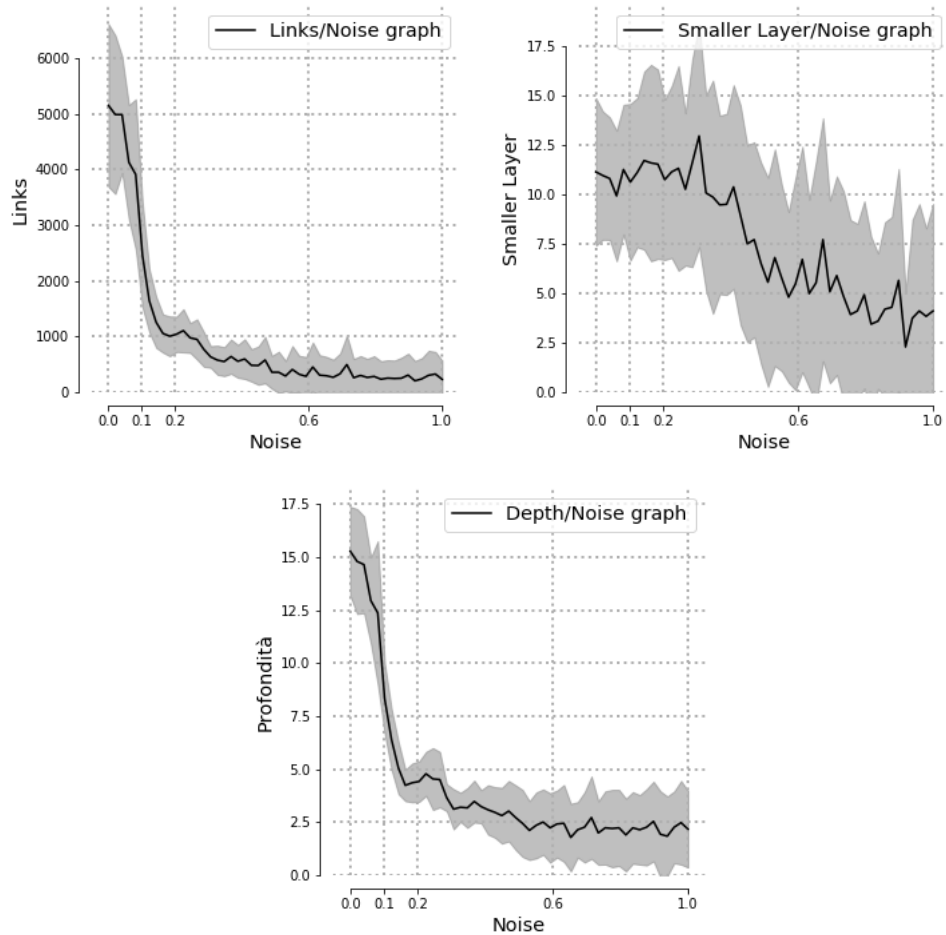 Links/Noise graph
6000
5000
4000
3000
2000
1000
0
Links
0.0 0.1 0.2 0.6 1.0
Noise
Smaller Layer/Noise graph
17.5
15.0
12.5
10.0
7.5
5.0
2.5
0.0
Smaller Layer
0.0 0.1 0.2 0.6 1.0
Noise
Depth/Noise graph
17.5
15.0
12.5
10.0
7.5
5.0
2.5
0.0
Profondità
0.0 0.1 0.2 0.6 1.0
Noise